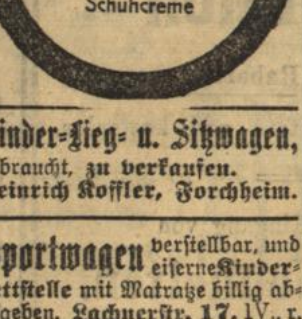 Schuhcreme
inder=Lieg= u. Sitzwagen,
braucht, zu verkaufen.
einrich Koffler, Forchheim.
portwagen verstellbar, und
eiserne Kinder=
ettstelle mit Matratze billig ab=
geben. Lachnerstr. 17, IV., r.